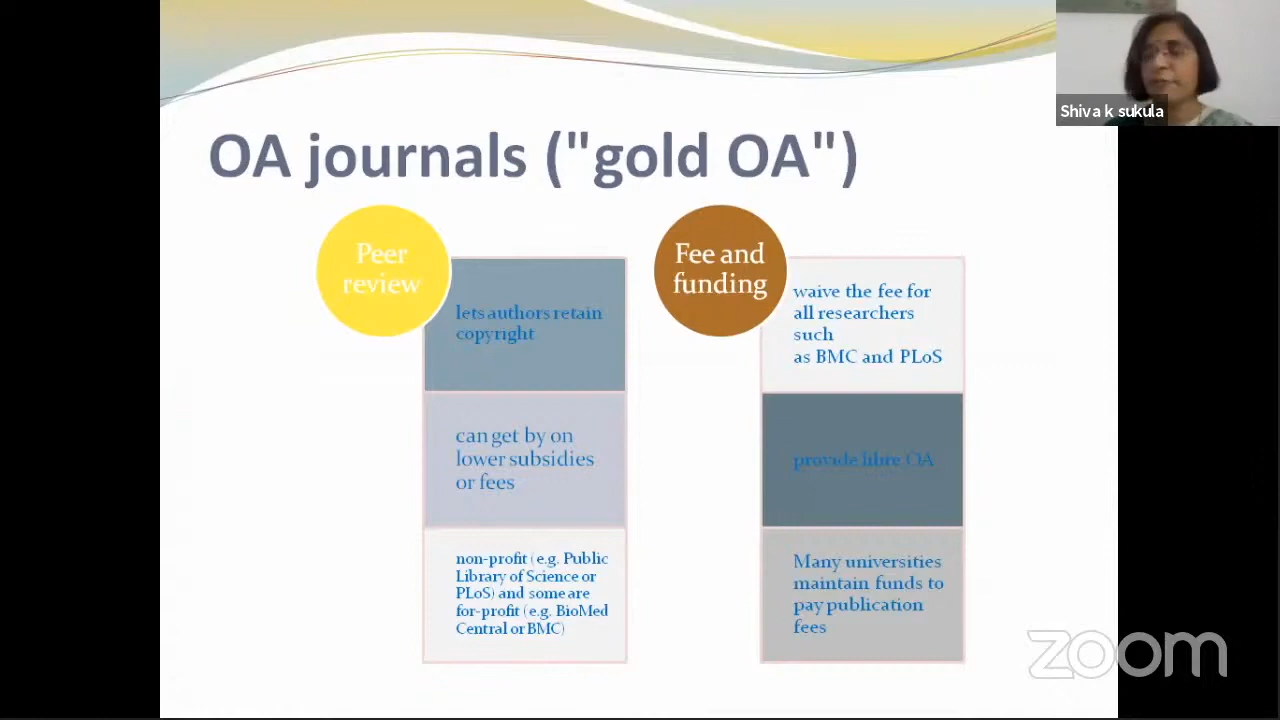 Shiva k sukula
OA journals ("gold OA")
Peer
review
lets authors retain
copyright
can get by on
lower subsidies
or fees
non-profit (e.g. Public
Library of Science or
PLoS) and some are
for-profit (e.g. BioMed
Central or BMC)
Fee and
funding
waive the fee for
all researchers
such
as BMC and PLoS
provide libre OA
Many universities
maintain funds to
pay publication
fees
zoom